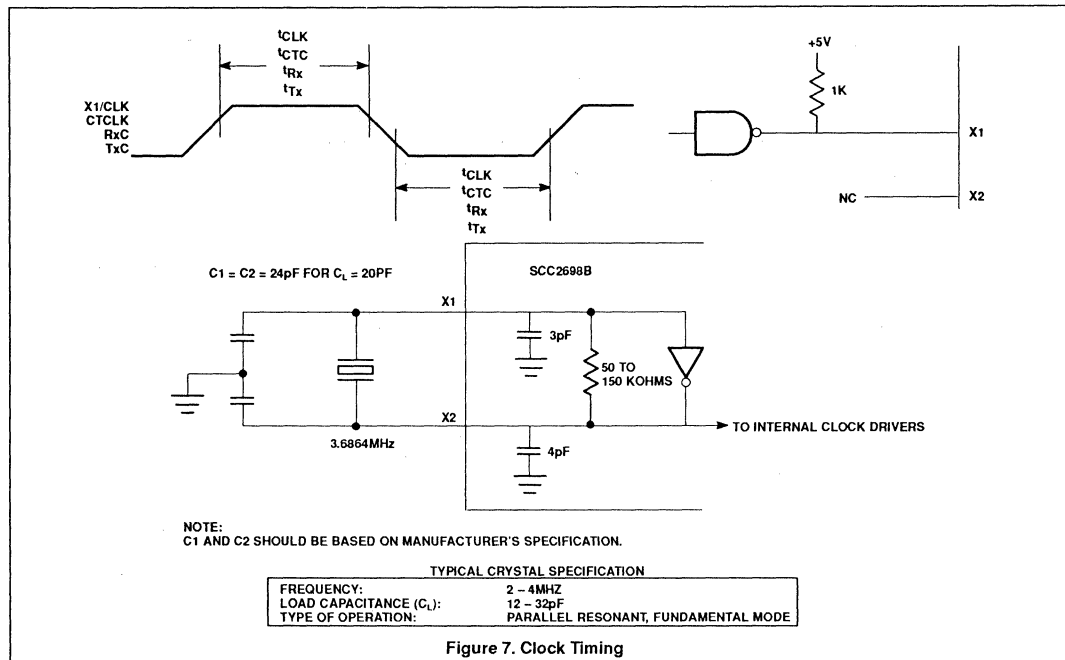 tCLK
tCTC
tRx
tTx
X1/CLK
CTCLK
RxC
TxC
tCLK
tCTC
tRx
tTx
+5V
1K
X1
NC
X2
C1 = C2 = 24pF FOR CL = 20PF
SCC2698B
X1
3pF
50 TO
150 KOHMS
X2
TO INTERNAL CLOCK DRIVERS
3.6864MHz
4pF
NOTE:
C1 AND C2 SHOULD BE BASED ON MANUFACTURER'S SPECIFICATION.
TYPICAL CRYSTAL SPECIFICATION
FREQUENCY: 2 – 4MHZ
LOAD CAPACITANCE (CL): 12 – 32pF
TYPE OF OPERATION: PARALLEL RESONANT, FUNDAMENTAL MODE
Figure 7. Clock Timing